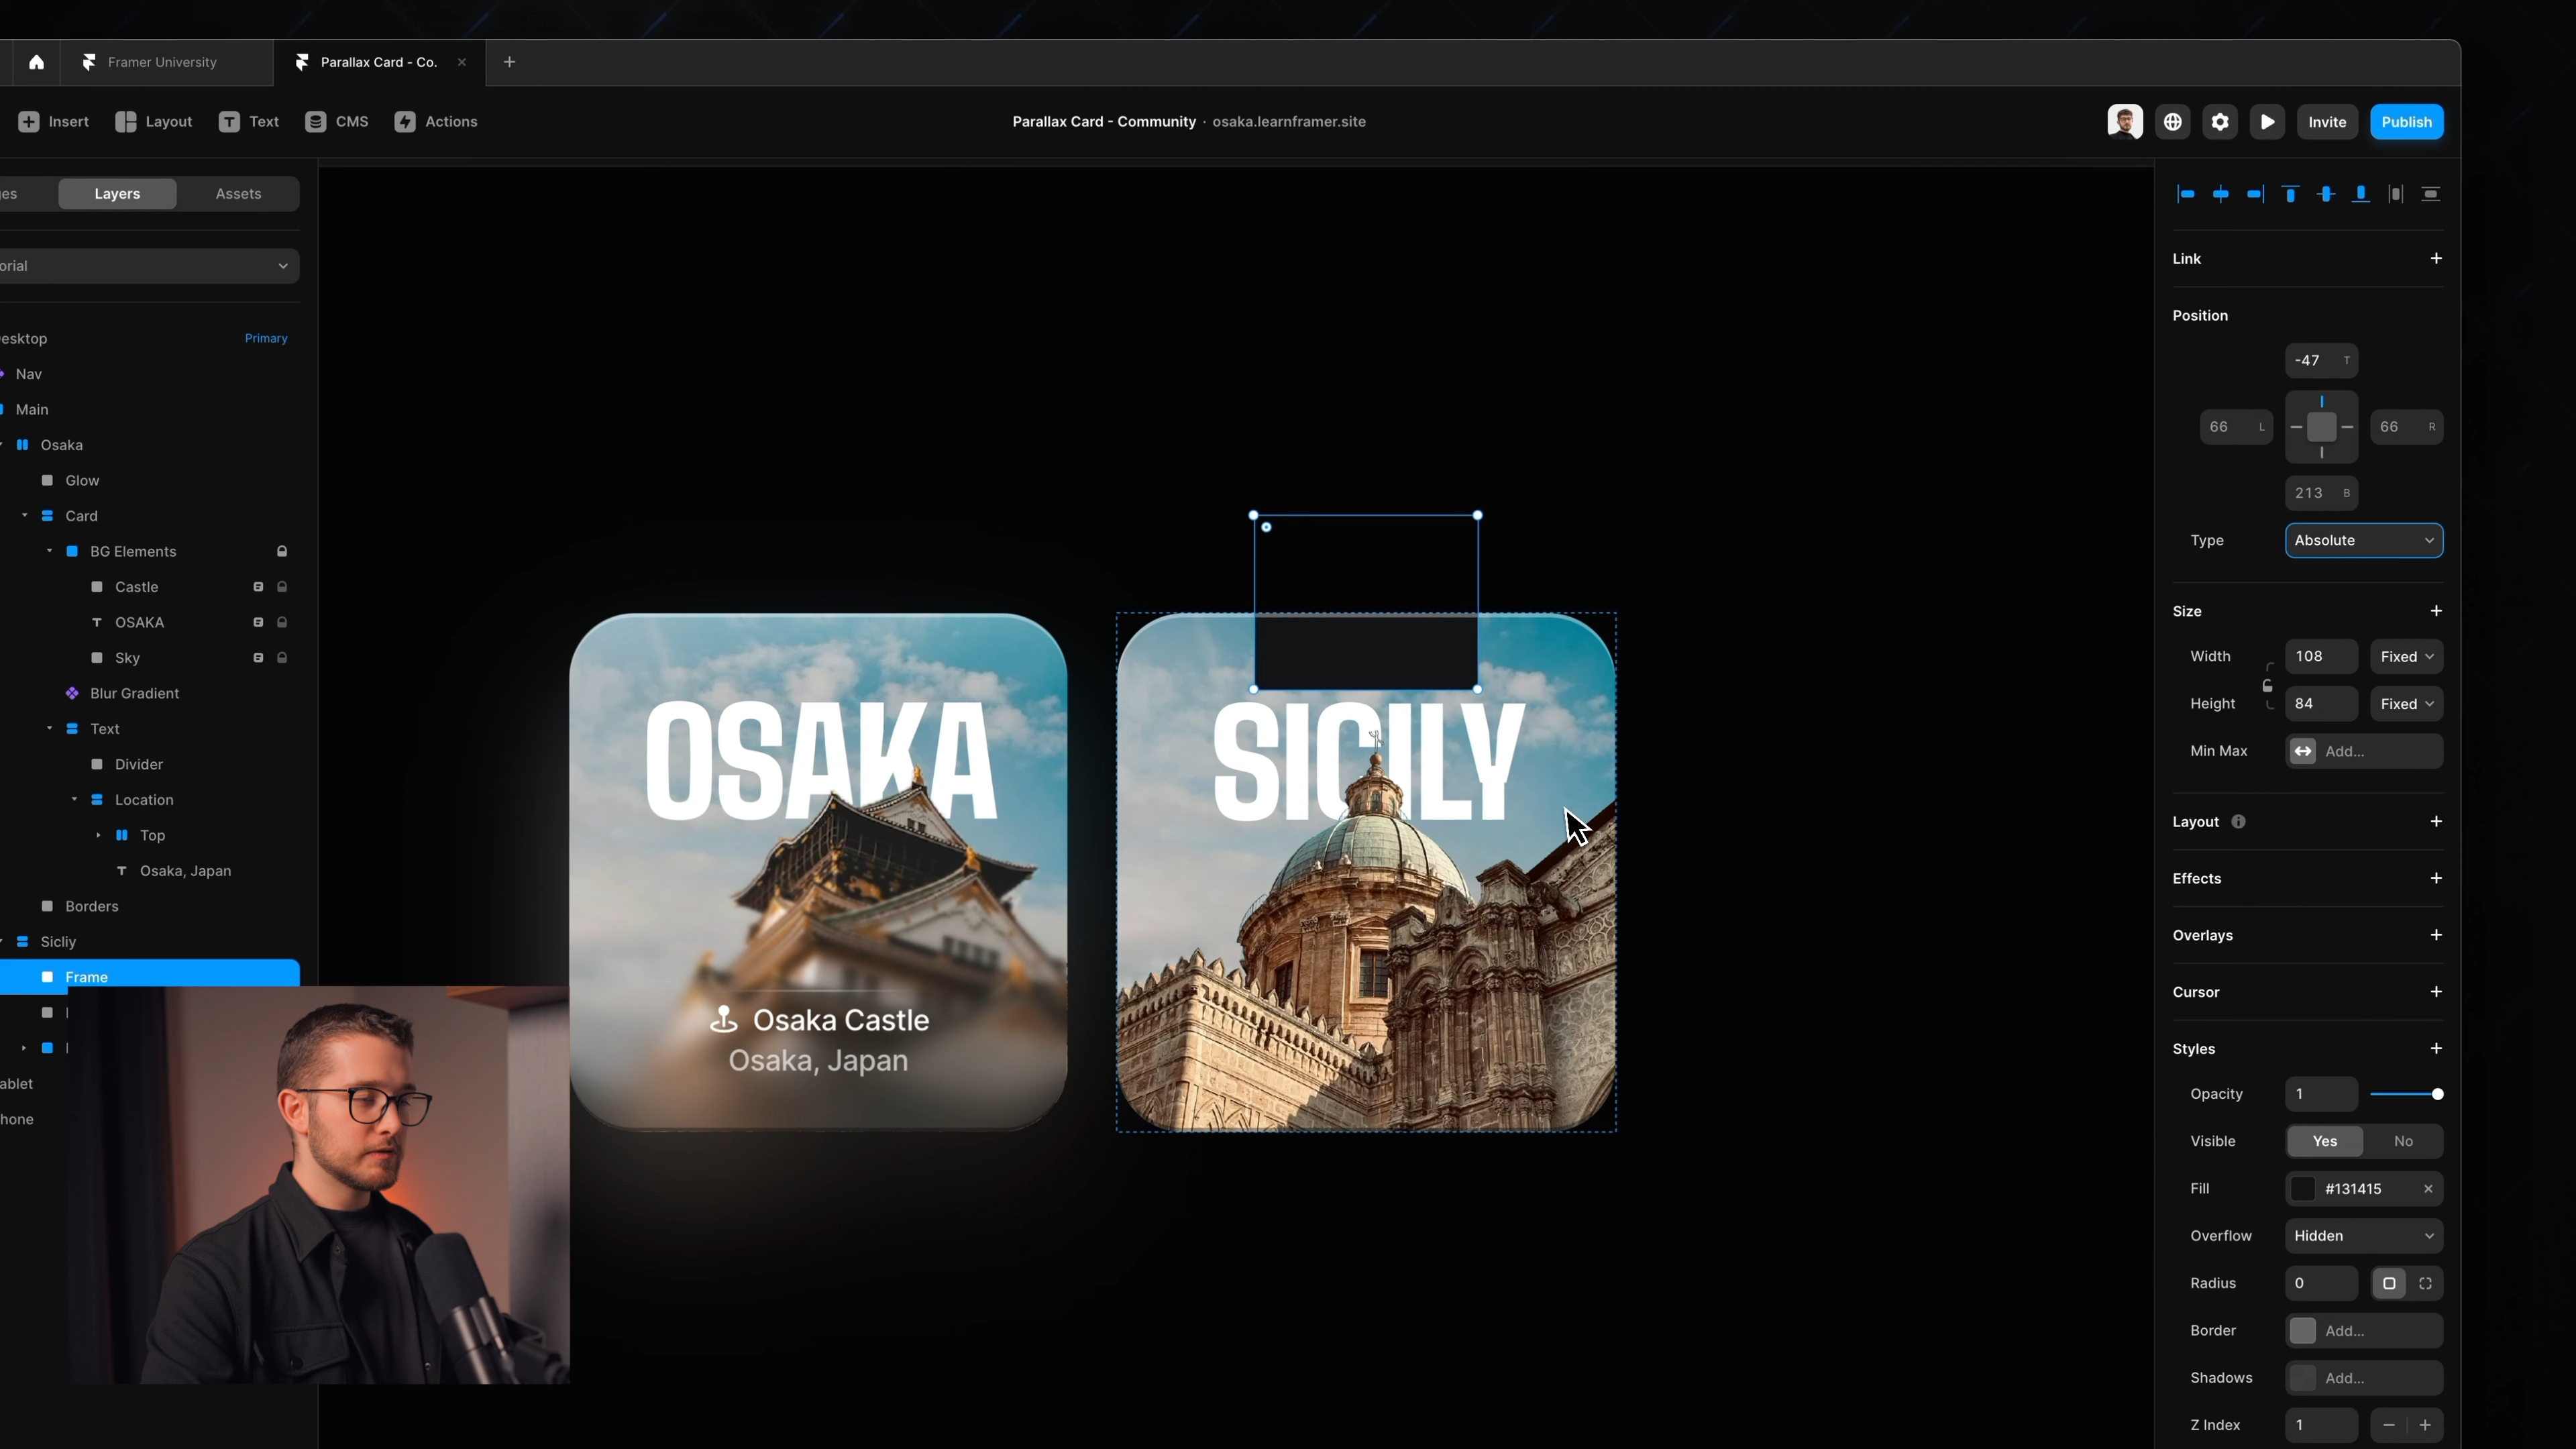 Framer University
Parallax Card - Co.
Insert
Layout
Text
CMS
Actions
Parallax Card - Community · osaka.learnframer.site
Invite
Publish
es
Layers
Assets
orial
esktop
Primary
Nav
Main
Osaka
Glow
Card
BG Elements
Castle
OSAKA
Sky
Blur Gradient
Text
Divider
Location
Top
Osaka, Japan
Borders
Sicliy
Frame
ablet
hone
OSAKA
Osaka Castle
Osaka, Japan
SICILY
Link
Position
-47 T
66 L
66 R
213 B
Type
Absolute
Size
Width
108
Fixed
Height
84
Fixed
Min Max
Add...
Layout
Effects
Overlays
Cursor
Styles
Opacity
1
Visible
Yes
No
Fill
#131415
Overflow
Hidden
Radius
0
Border
Add...
Shadows
Add...
Z Index
1